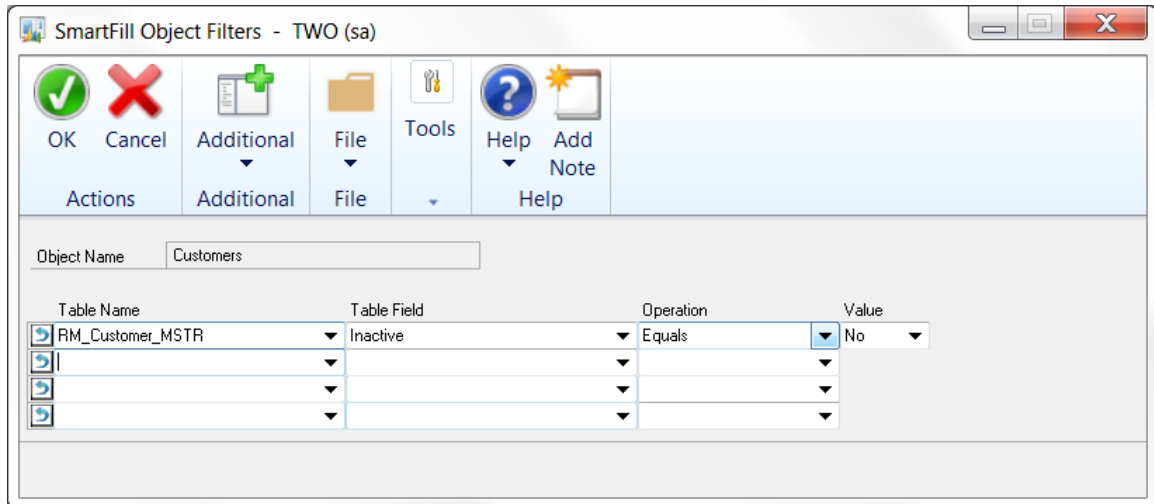 SmartFill Object Filters - TWO (sa)
OK Cancel Additional File Tools Help Add Note
Actions Additional File Help
Object Name Customers
Table Name Table Field Operation Value
RM_Customer_MSTR Inactive Equals No